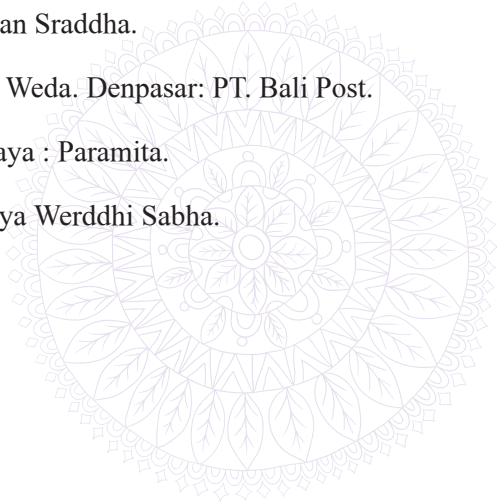 an Sraddha.
Weda. Denpasar: PT. Bali Post.
aya : Paramita.
ya Werddhi Sabha.